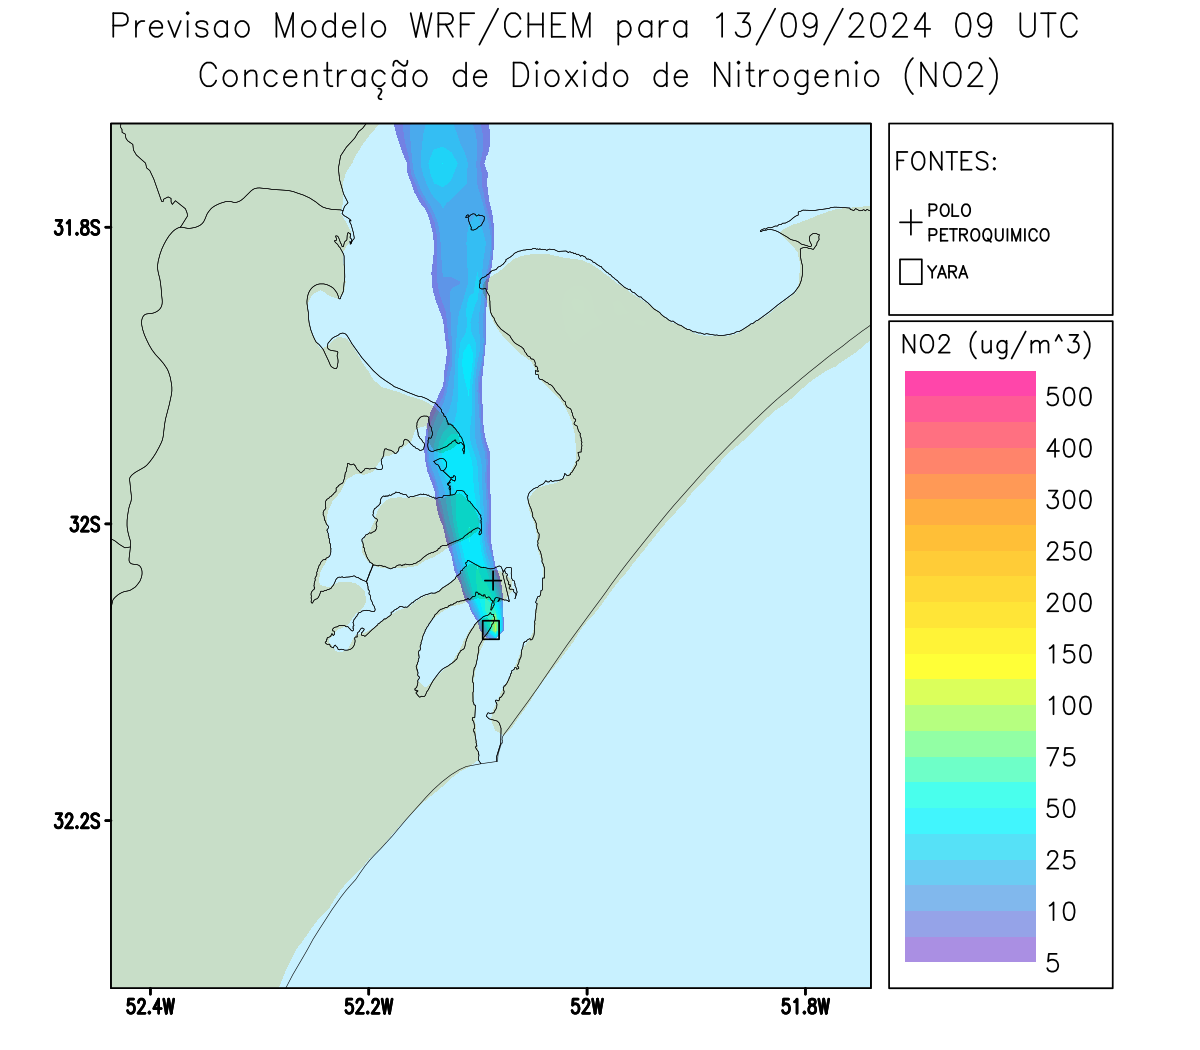 Previsao Modelo WRF/CHEM para 13/09/2024 09 UTC
Concentração de Dioxido de Nitrogenio (NO2)
FONTES:
POLO
PETROQUIMICO
YARA
31.8S
32S
32.2S
52.4W
52.2W
52W
51.8W
NO2 (ug/m^3)
500
400
300
250
200
150
100
75
50
25
10
5